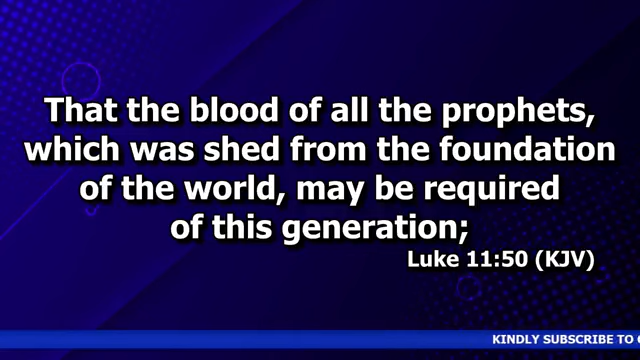 That the blood of all the prophets,
which was shed from the foundation
of the world, may be required
of this generation;
Luke 11:50 (KJV)
KINDLY SUBSCRIBE TO